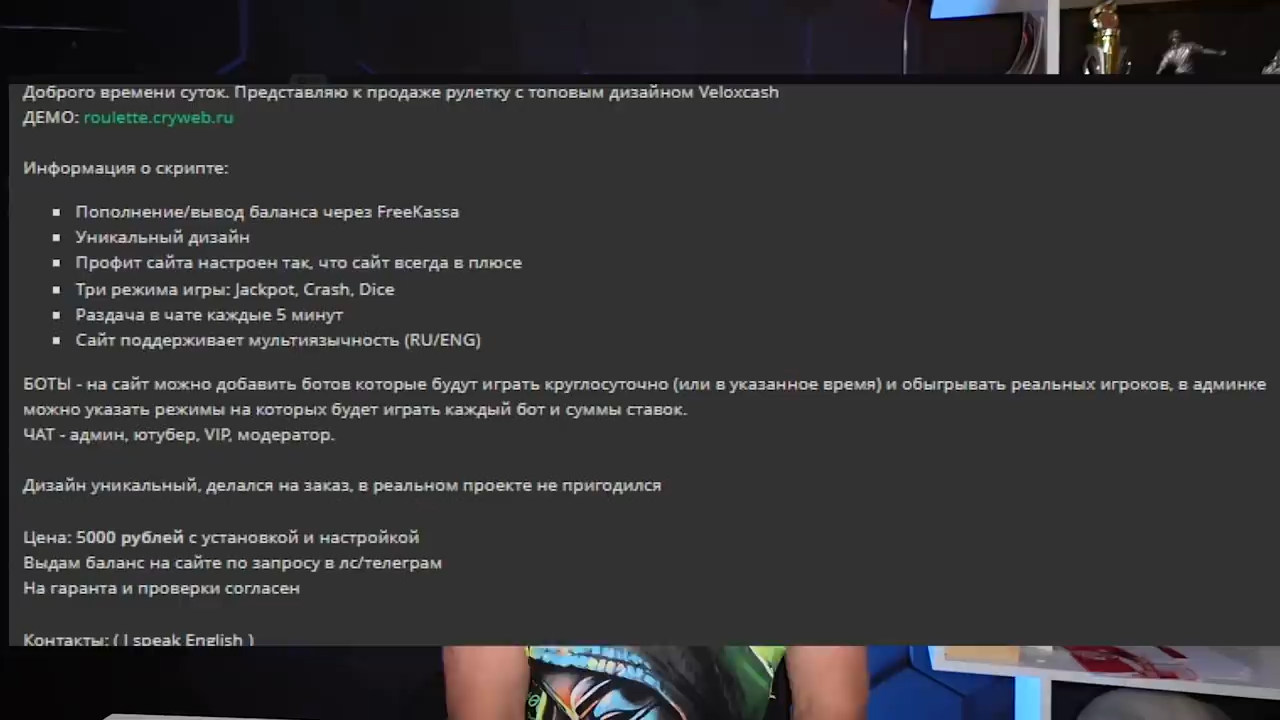 Доброго времени суток. Представляю к продаже рулетку с топовым дизайном Veloxcash
ДЕМО: roulette.cryweb.ru
Информация о скрипте:
Пополнение/вывод баланса через FreeKassa
Уникальный дизайн
Профит сайта настроен так, что сайт всегда в плюсе
Три режима игры: Jackpot, Crash, Dice
Раздача в чате каждые 5 минут
Сайт поддерживает мультиязычность (RU/ENG)
БОТЫ - на сайт можно добавить ботов которые будут играть круглосуточно (или в указанное время) и обыгрывать реальных игроков, в админке
можно указать режимы на которых будет играть каждый бот и суммы ставок.
ЧАТ - админ, ютубер, VIP, модератор.
Дизайн уникальный, делался на заказ, в реальном проекте не пригодился
Цена: 5000 рублей с установкой и настройкой
Выдам баланс на сайте по запросу в лс/телеграм
На гаранта и проверки согласен
Контакты: ( I speak English )